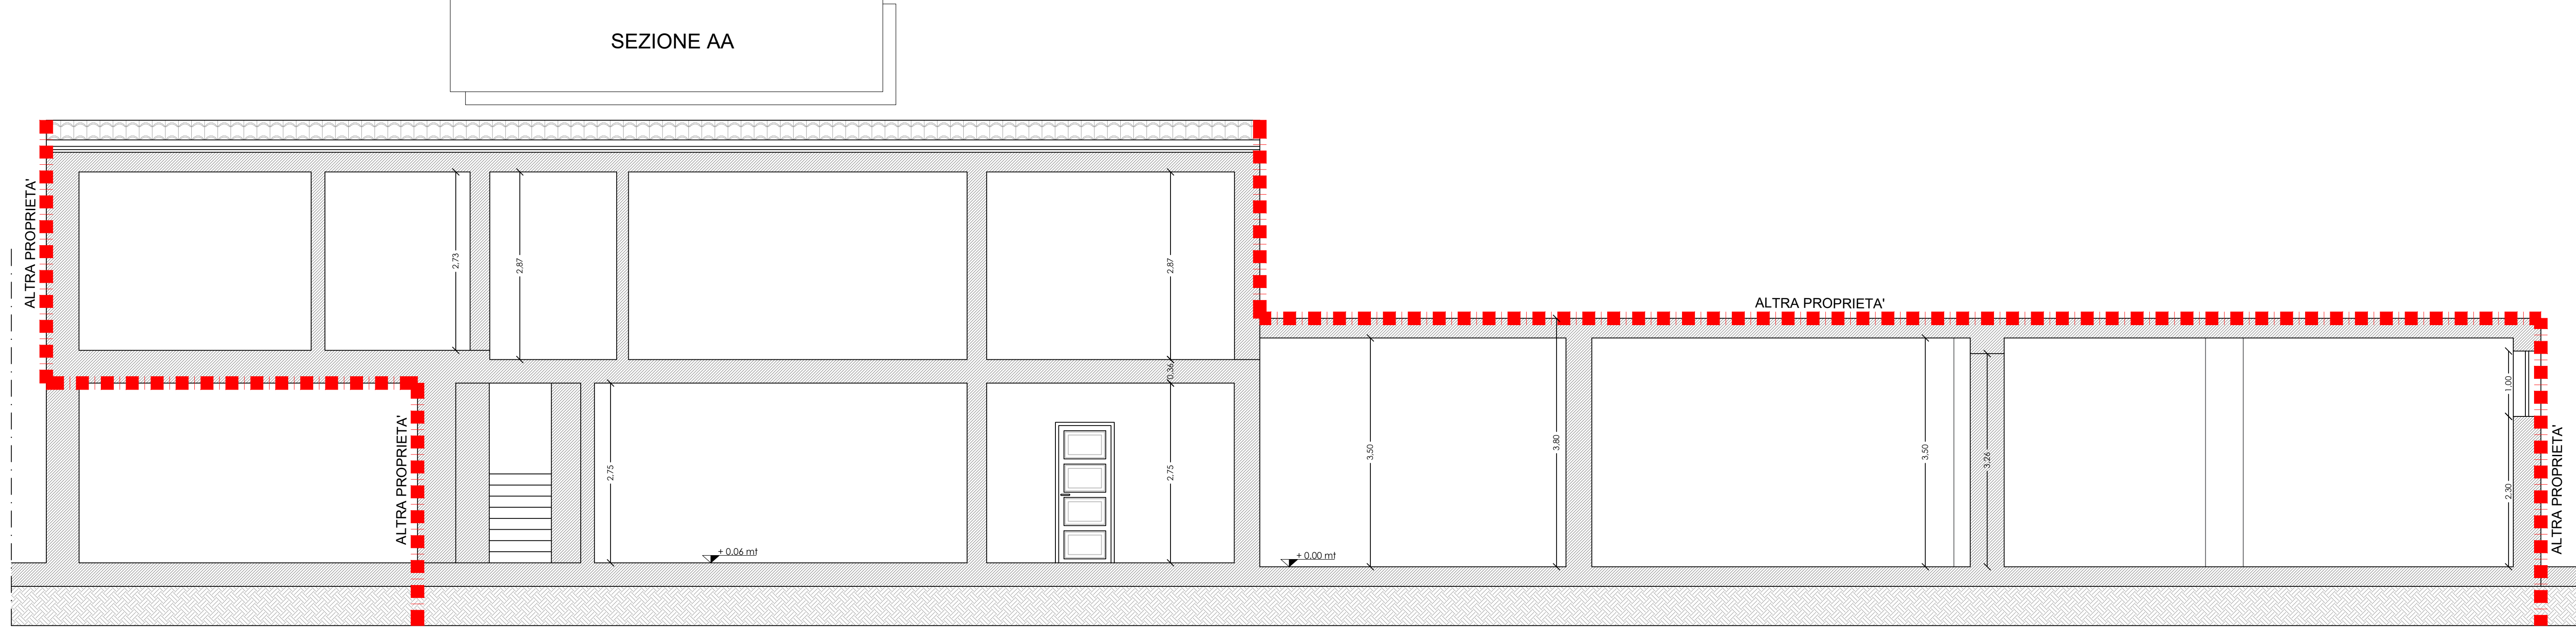 SEZIONE AA
ALTRA PROPRIETA'
2,73
2,87
2,87
ALTRA PROPRIETA'
0,36
1,00
ALTRA PROPRIETA'
2,75
2,75
3,50
3,80
3,50
3,26
2,30
ALTRA PROPRIETA'
+ 0.06 mt
+ 0.00 mt